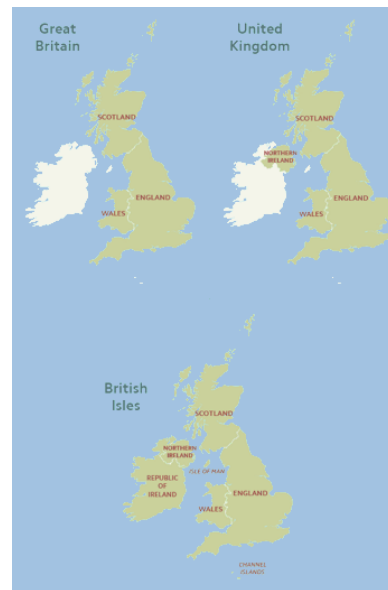 Great
Britain
SCOTLAND
ENGLAND
WALES
United
Kingdom
SCOTLAND
NORTHERN
IRELAND
ENGLAND
WALES
British
Isles
SCOTLAND
NORTHERN
IRELAND
ISLE OF MAN
REPUBLIC
OF
IRELAND
ENGLAND
WALES
CHANNEL
ISLANDS